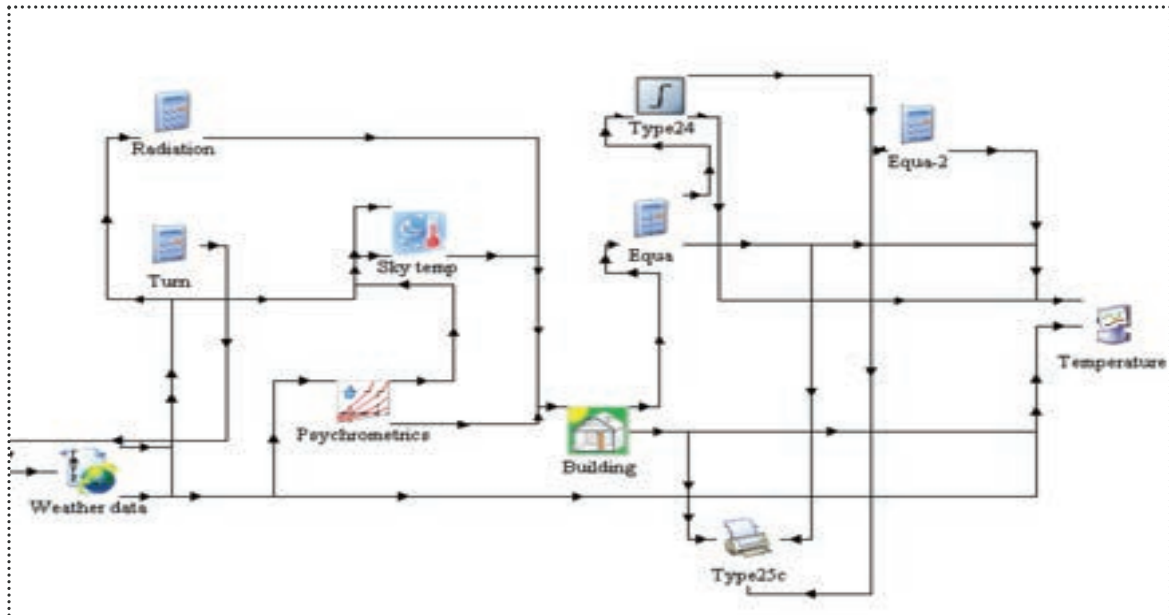 Radiation
Type24
Equa-2
Turn
Sky temp
Equa
Temperature
Psychrometrics
Building
Weather data
Type25c